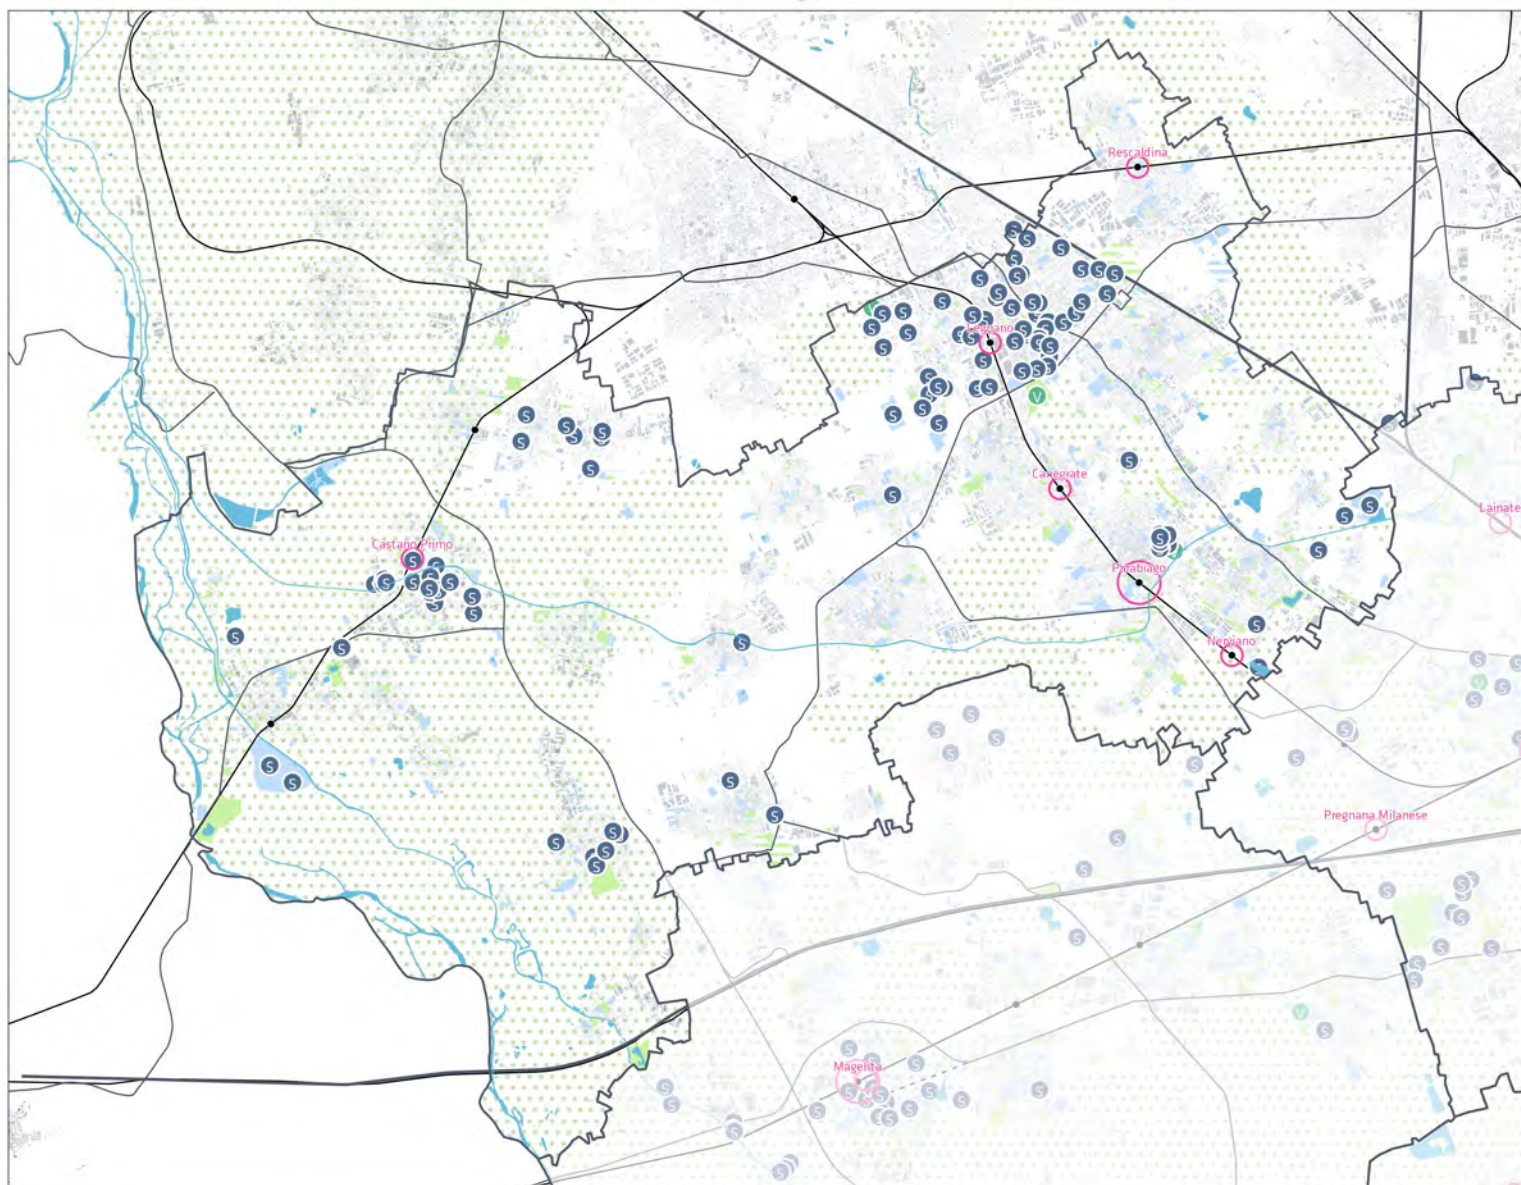 Rescaldina
Legnano
Canegrate
Lainate
Castano Primo
Parabiago
Nerviano
Pregnana Milanese
Magenta